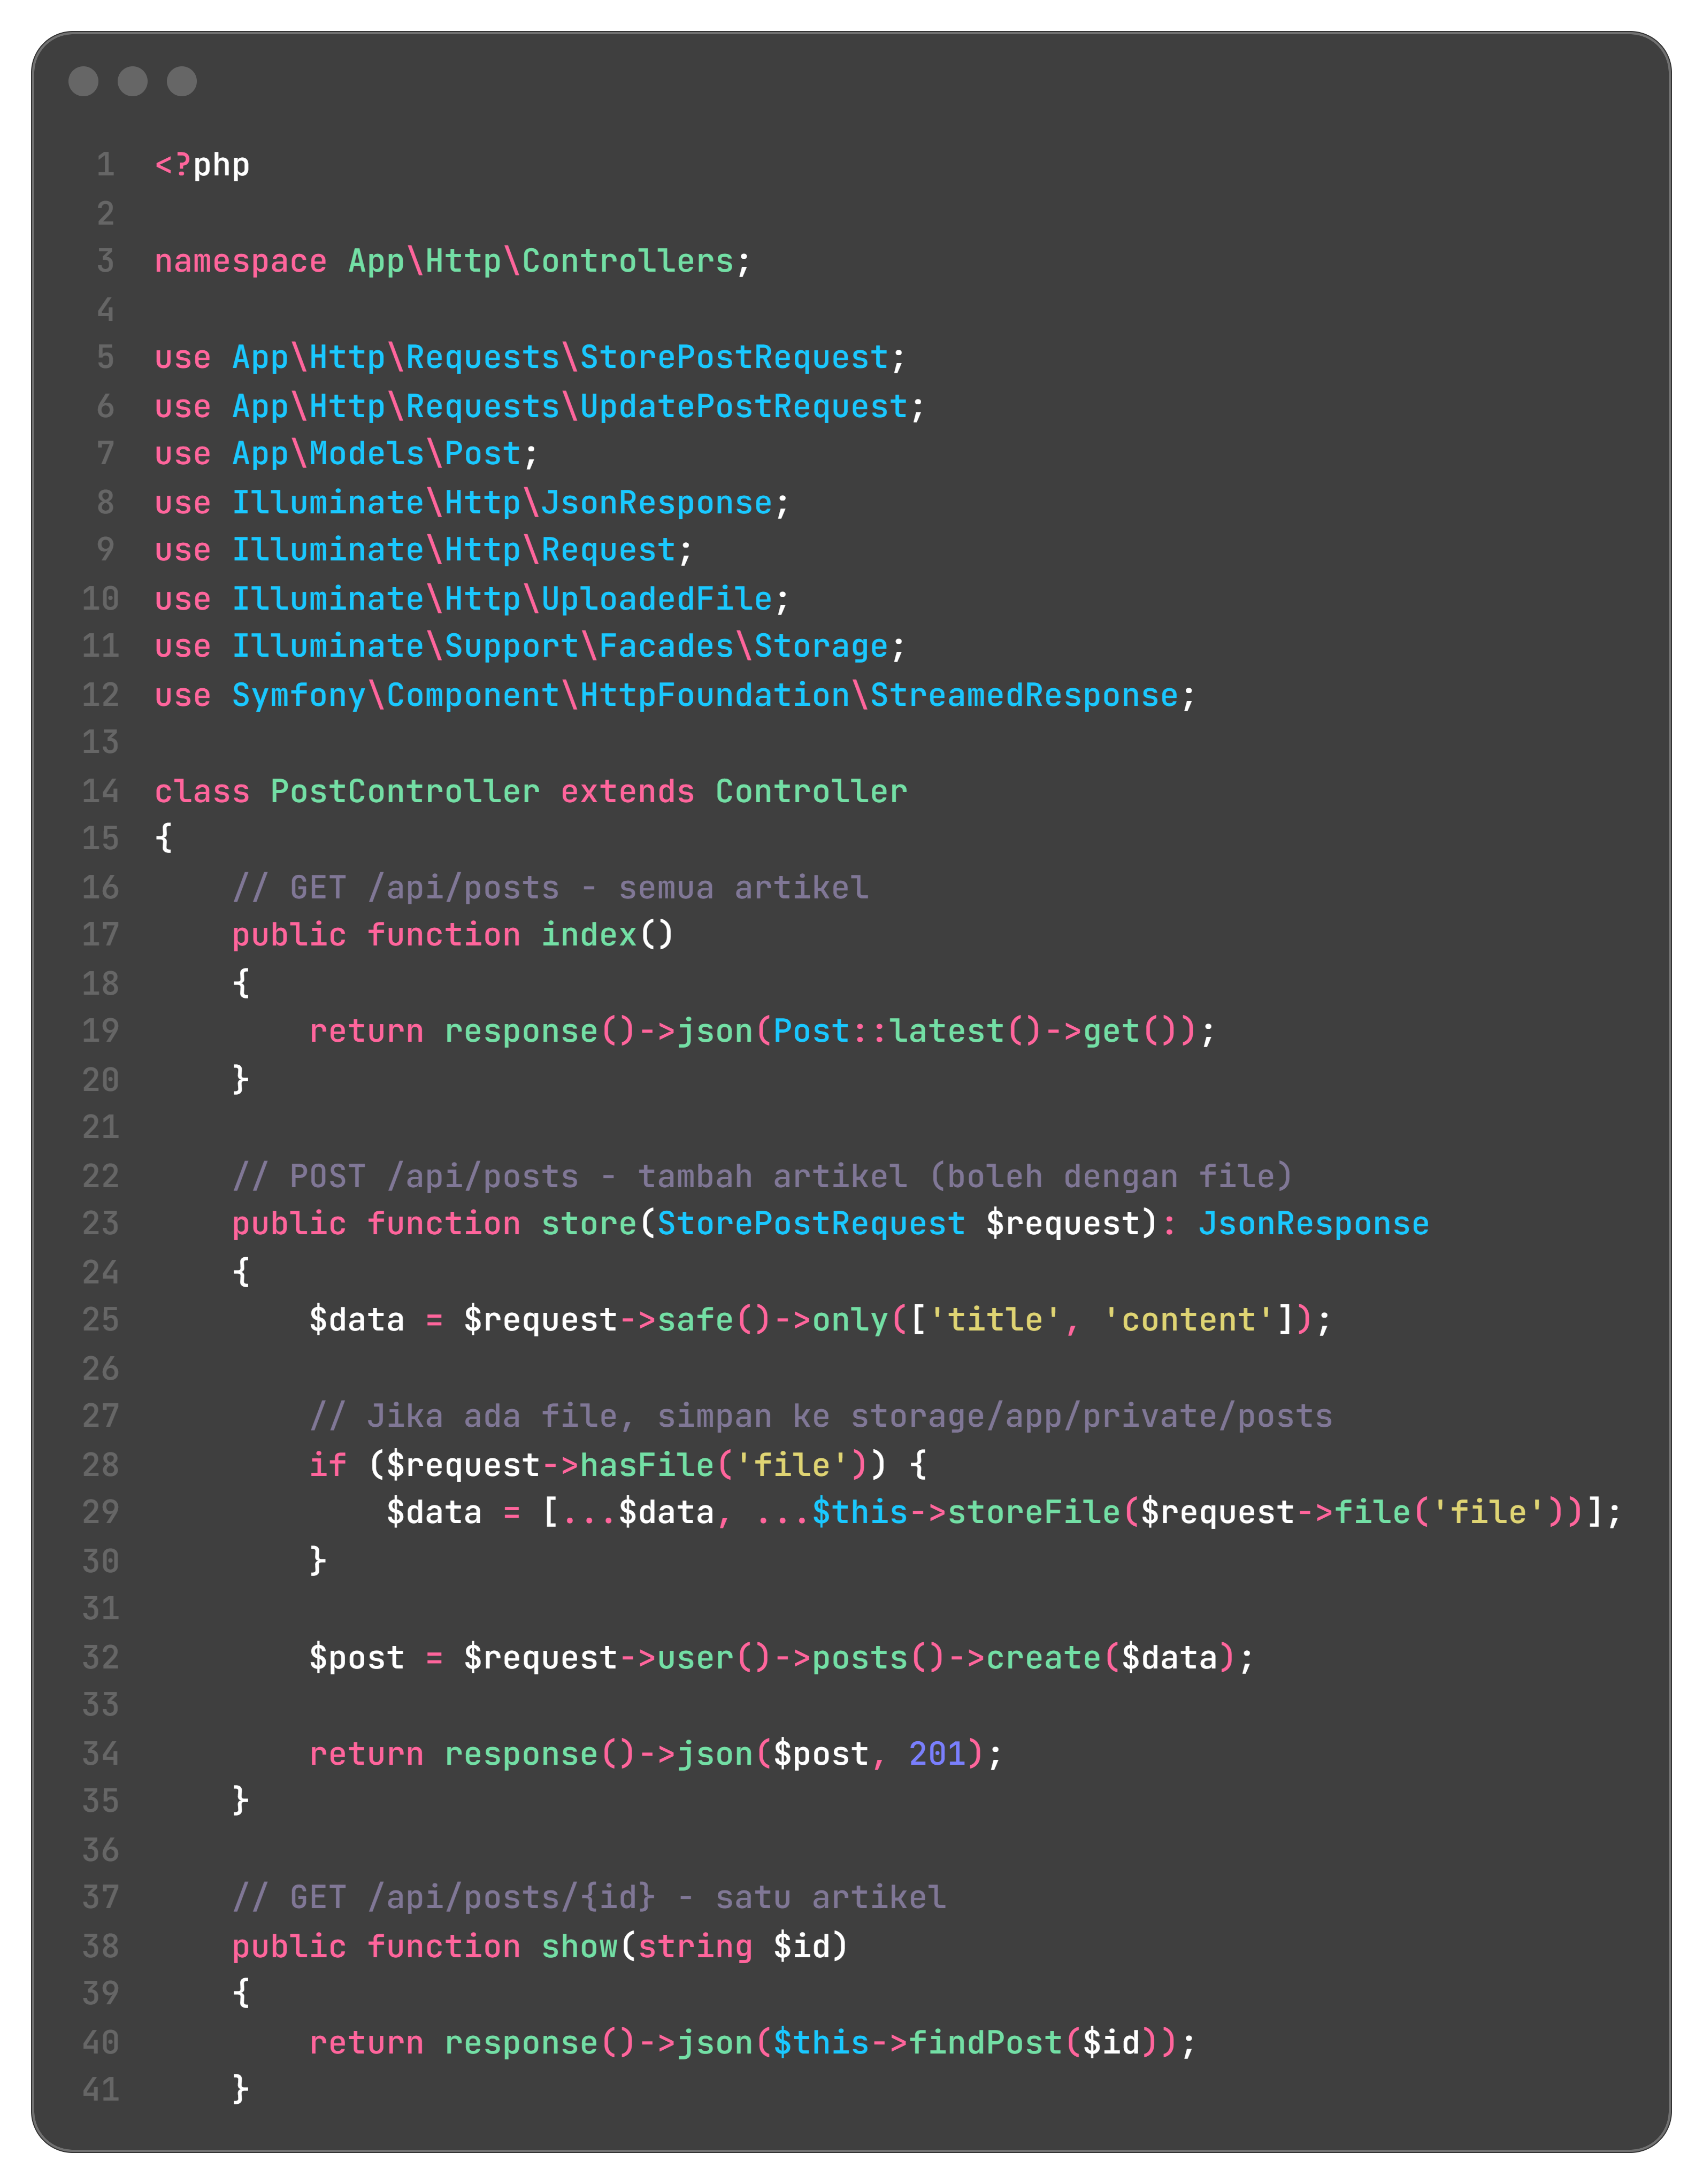 1 <?php
2
3 namespace App\Http\Controllers;
4
5 use App\Http\Requests\StorePostRequest;
6 use App\Http\Requests\UpdatePostRequest;
7 use App\Models\Post;
8 use Illuminate\Http\JsonResponse;
9 use Illuminate\Http\Request;
10 use Illuminate\Http\UploadedFile;
11 use Illuminate\Support\Facades\Storage;
12 use Symfony\Component\HttpFoundation\StreamedResponse;
13
14 class PostController extends Controller
15 {
16     // GET /api/posts - semua artikel
17     public function index()
18     {
19         return response()->json(Post::latest()->get());
20     }
21
22     // POST /api/posts - tambah artikel (boleh dengan file)
23     public function store(StorePostRequest $request): JsonResponse
24     {
25         $data = $request->safe()->only(['title', 'content']);
26
27         // Jika ada file, simpan ke storage/app/private/posts
28         if ($request->hasFile('file')) {
29             $data = [...$data, ...$this->storeFile($request->file('file'))];
30         }
31
32         $post = $request->user()->posts()->create($data);
33
34         return response()->json($post, 201);
35     }
36
37     // GET /api/posts/{id} - satu artikel
38     public function show(string $id)
39     {
40         return response()->json($this->findPost($id));
41     }